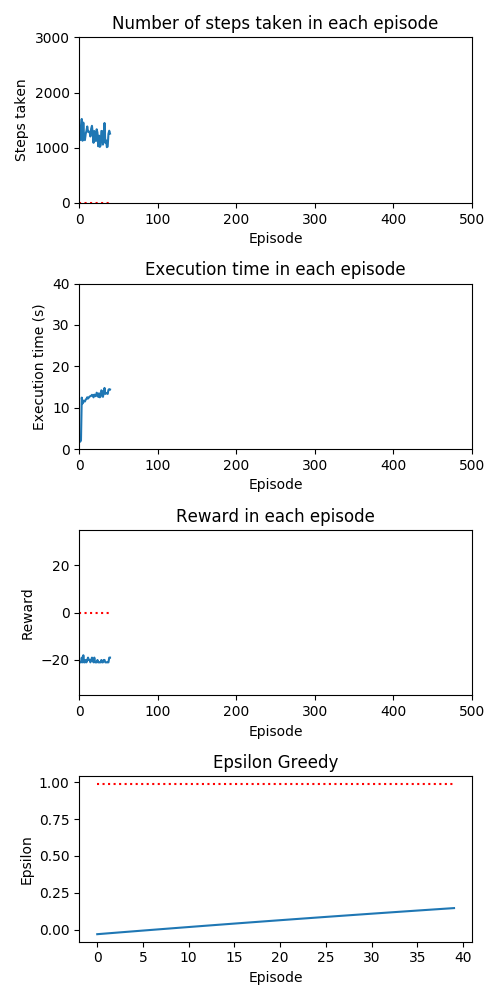 Number of steps taken in each episode
3000
2000
1000
0
Steps taken
0 100 200 300 400 500
Episode
Execution time in each episode
40
30
20
10
0
Execution time (s)
0 100 200 300 400 500
Episode
Reward in each episode
20
0
−20
Reward
0 100 200 300 400 500
Episode
Epsilon Greedy
1.00
0.75
0.50
0.25
0.00
Epsilon
0 5 10 15 20 25 30 35 40
Episode